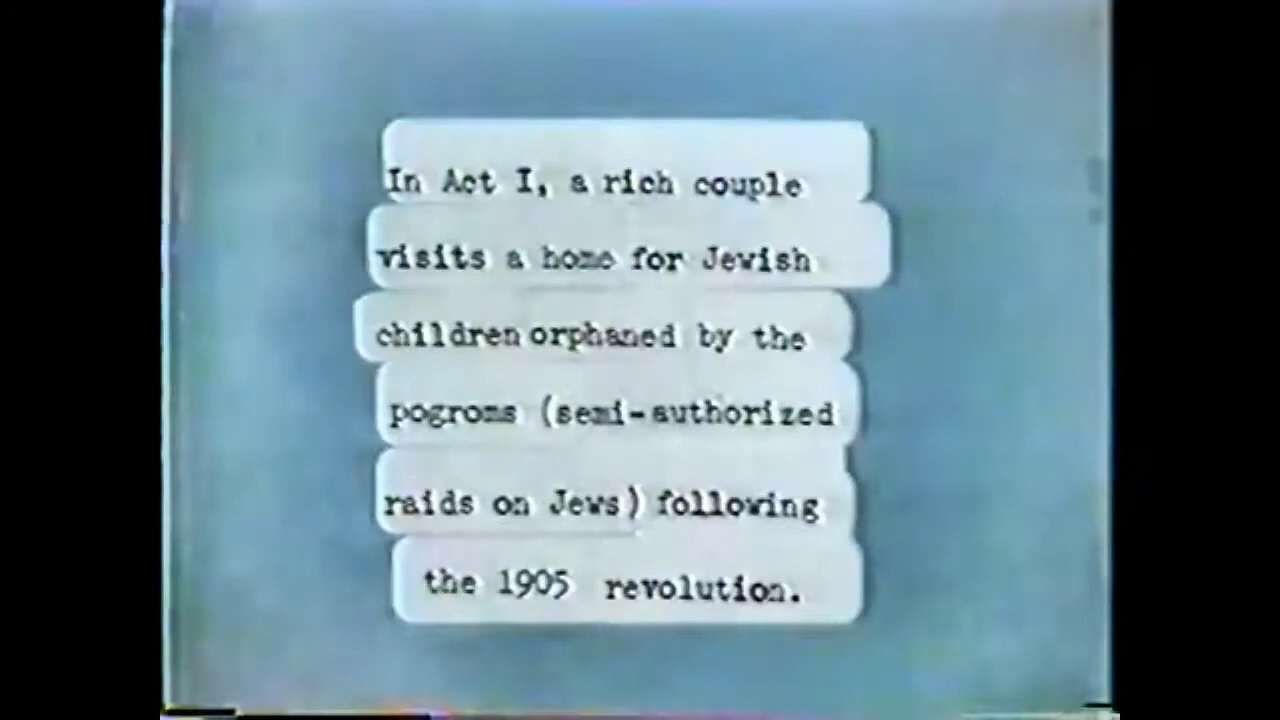 In Act I, a rich couple
visits a home for Jewish
children orphaned by the
pogroms (semi-authorized
raids on Jews) following
the 1905 revolution.